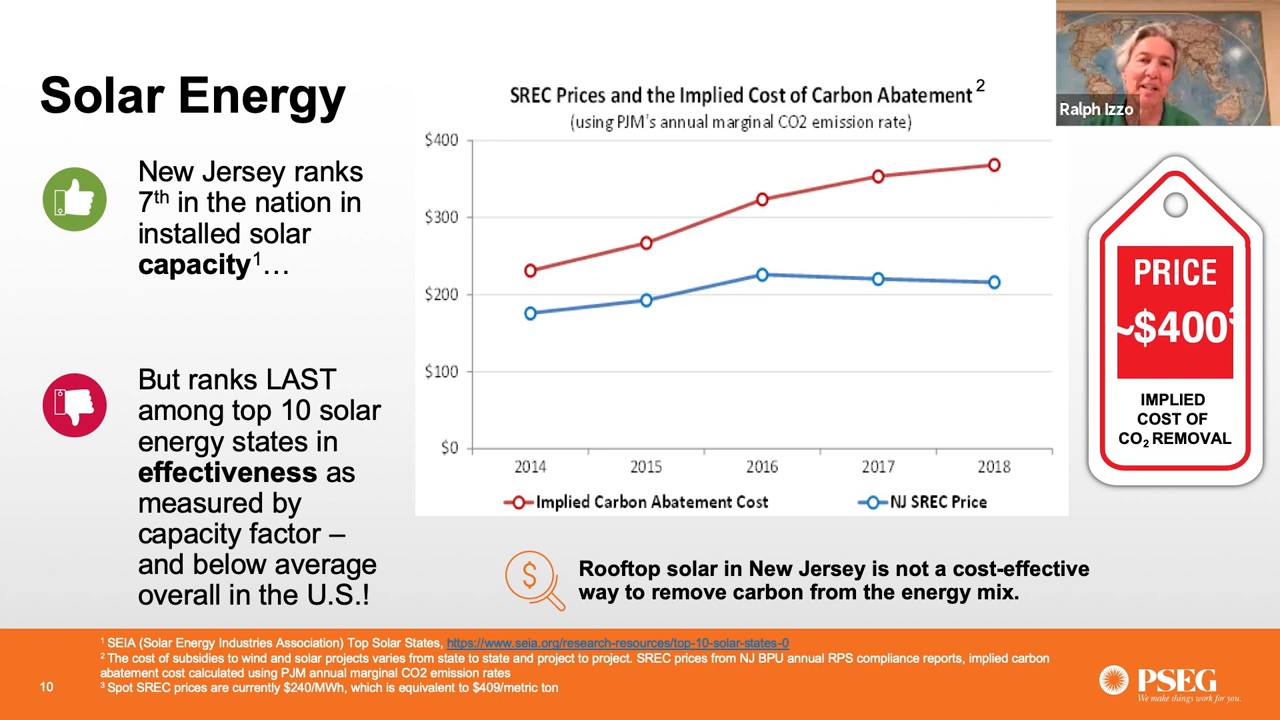 Ralph Izzo
Solar Energy
New Jersey ranks
7th in the nation in
installed solar
capacity1…
But ranks LAST
among top 10 solar
energy states in
effectiveness as
measured by
capacity factor –
and below average
overall in the U.S.!
SREC Prices and the Implied Cost of Carbon Abatement 2
(using PJM's annual marginal CO2 emission rate)
$400
$300
$200
$100
$0
2014 2015 2016 2017 2018
Implied Carbon Abatement Cost NJ SREC Price
PRICE
~$4003
IMPLIED
COST OF
CO2 REMOVAL
$
Rooftop solar in New Jersey is not a cost-effective
way to remove carbon from the energy mix.
1 SEIA (Solar Energy Industries Association) Top Solar States, https://www.seia.org/research-resources/top-10-solar-states-0
2 The cost of subsidies to wind and solar projects varies from state to state and project to project. SREC prices from NJ BPU annual RPS compliance reports, implied carbon
abatement cost calculated using PJM annual marginal CO2 emission rates
3 Spot SREC prices are currently $240/MWh, which is equivalent to $409/metric ton
10
PSEG
We make things work for you.